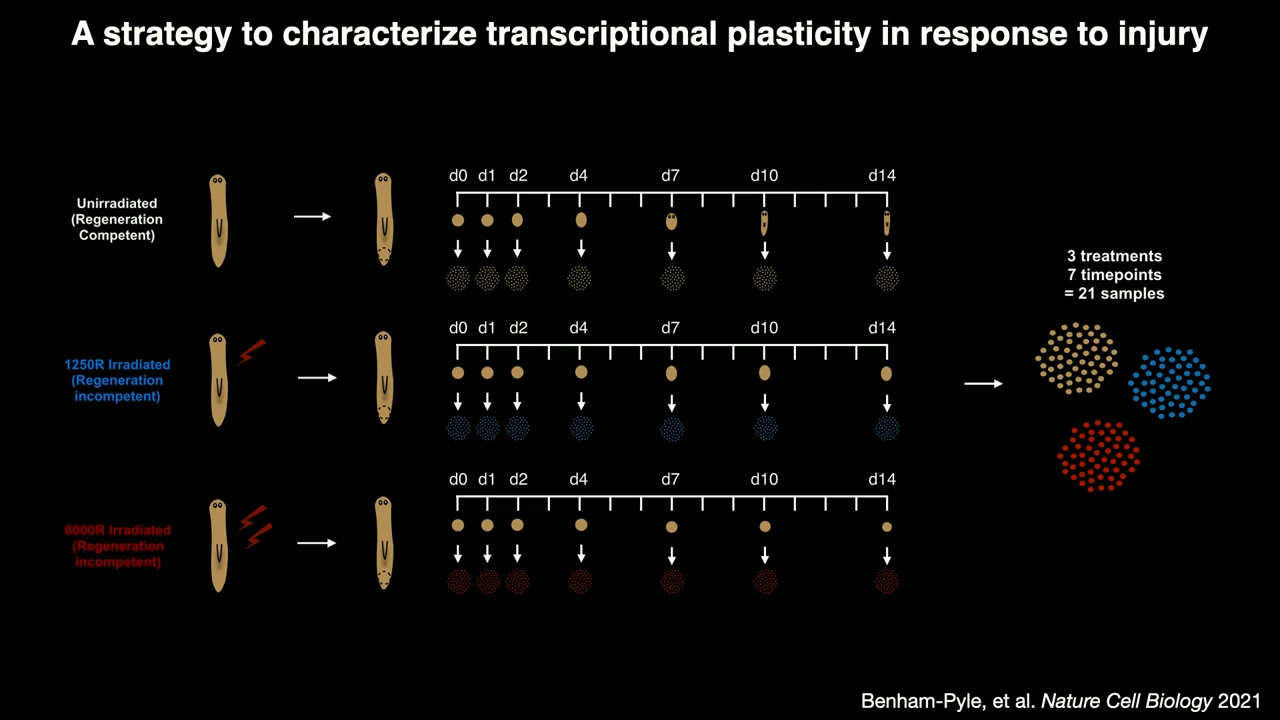 A strategy to characterize transcriptional plasticity in response to injury
Unirradiated
(Regeneration
Competent)
d0 d1 d2 d4 d7 d10 d14
1250R Irradiated
(Regeneration
incompetent)
d0 d1 d2 d4 d7 d10 d14
6000R Irradiated
(Regeneration
incompetent)
d0 d1 d2 d4 d7 d10 d14
3 treatments
7 timepoints
= 21 samples
Benham-Pyle, et al. Nature Cell Biology 2021